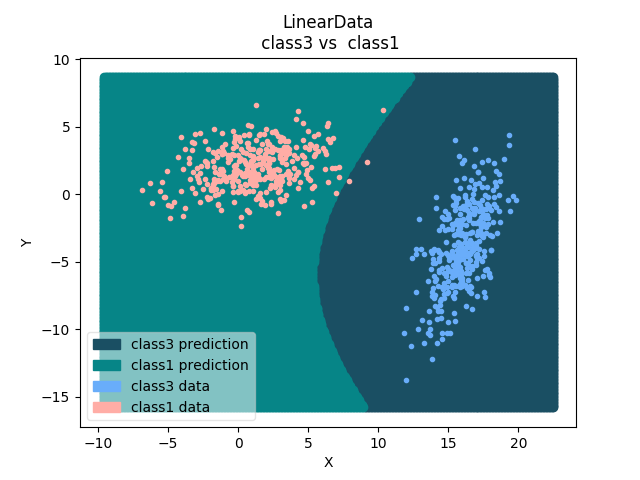 LinearData
class3 vs  class1
10
5
0
−5
−10
−15
Y
class3 prediction
class1 prediction
class3 data
class1 data
−10
−5
0
5
10
15
20
X